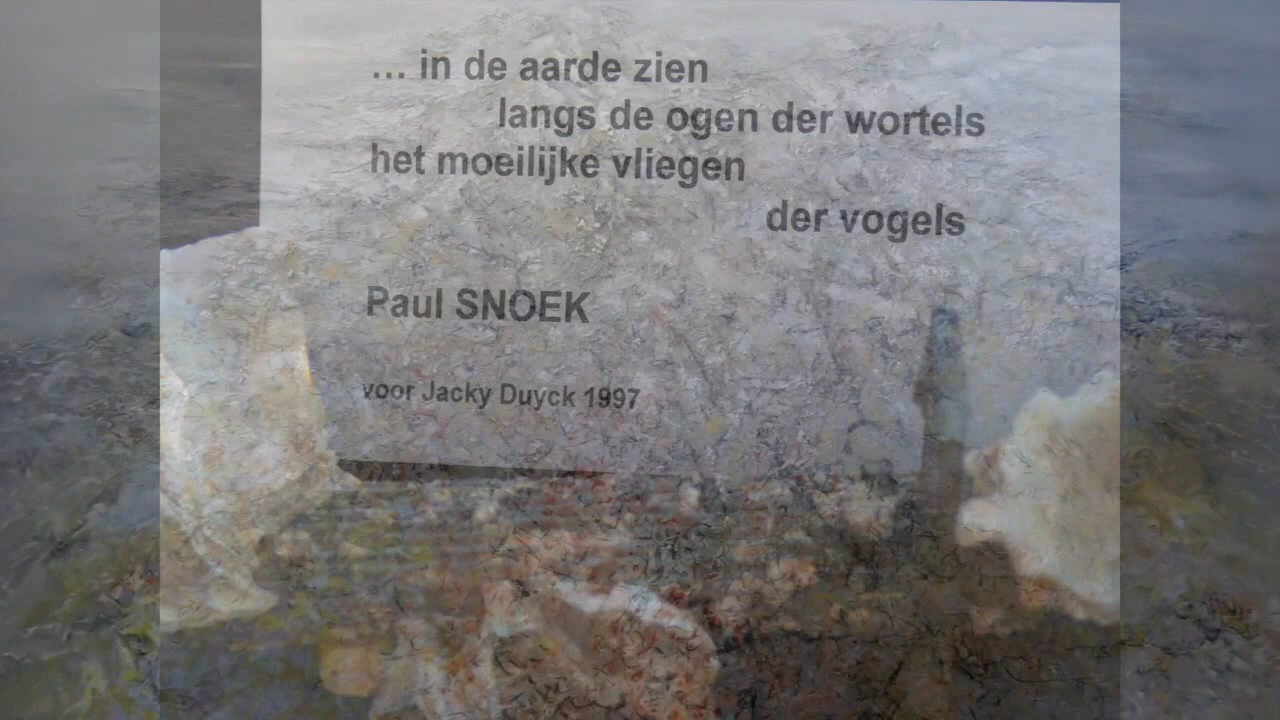 ... in de aarde zien
langs de ogen der wortels
het moeilijke vliegen
der vogels
Paul SNOEK
voor Jacky Duyck 1997